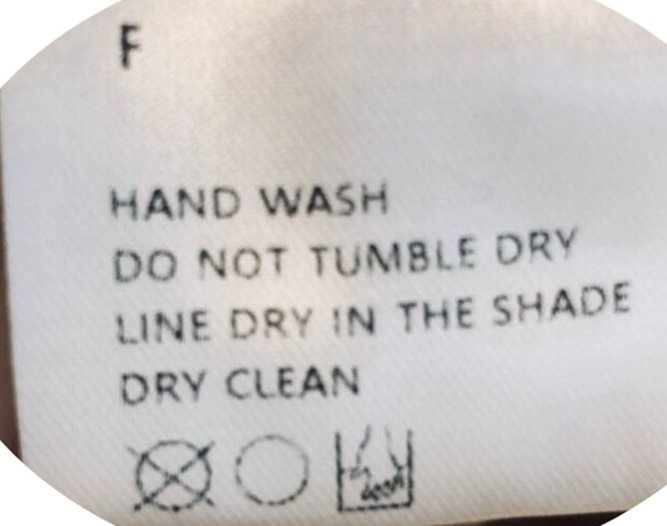 F
HAND WASH
DO NOT TUMBLE DRY
LINE DRY IN THE SHADE
DRY CLEAN